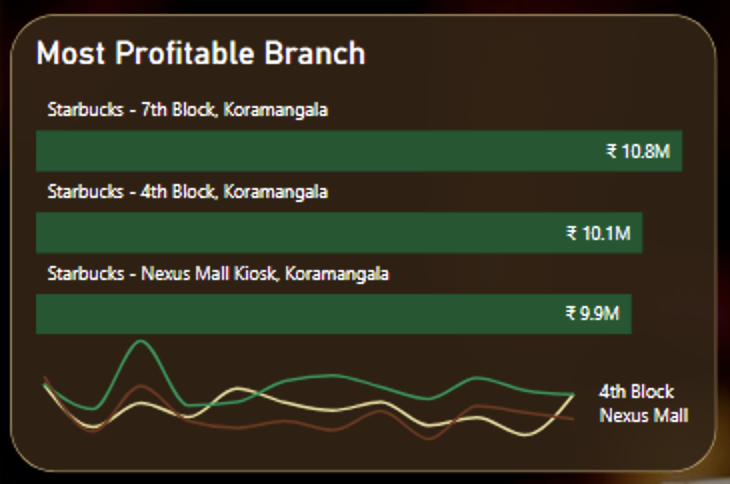 Most Profitable Branch
Starbucks - 7th Block, Koramangala
₹ 10.8M
Starbucks - 4th Block, Koramangala
₹ 10.1M
Starbucks - Nexus Mall Kiosk, Koramangala
₹ 9.9M
4th Block
Nexus Mall